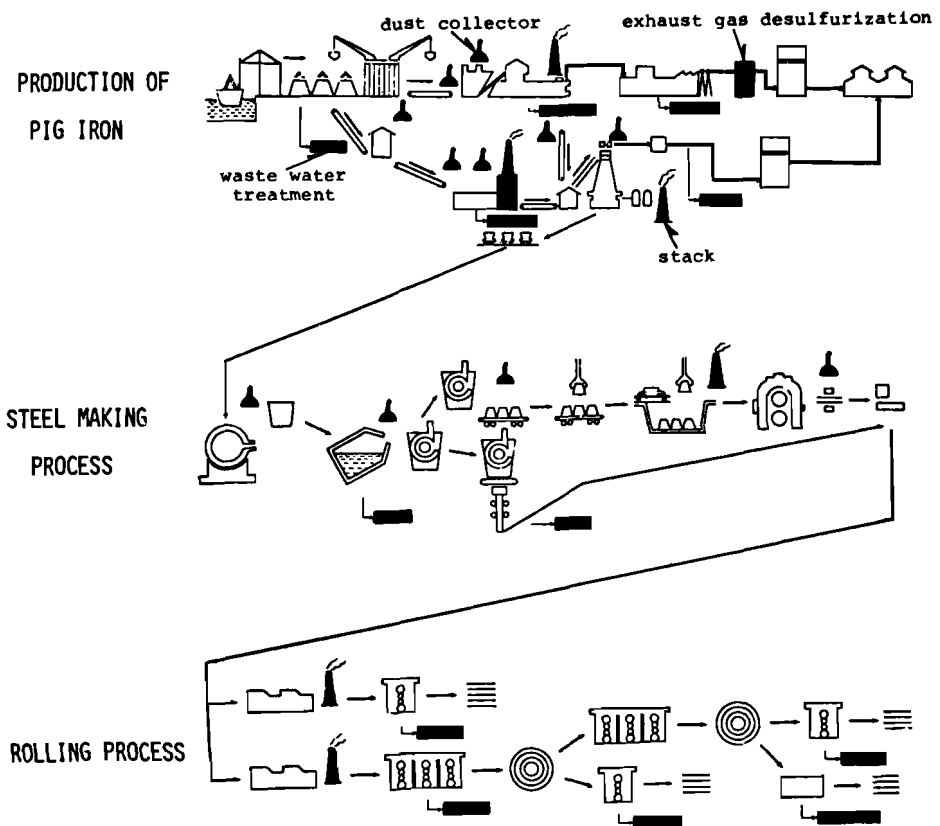 dust collector
exhaust gas desulfurization
PRODUCTION OF
PIG IRON
waste water
treatment
stack
STEEL MAKING
PROCESS
ROLLING PROCESS